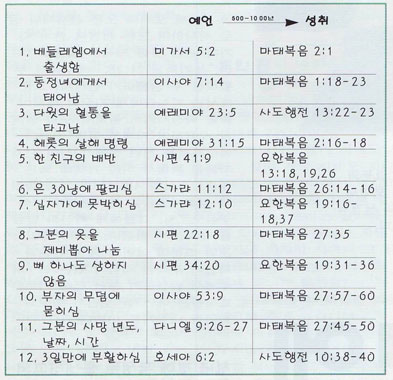 예언 500-1000년 성취
1. 베들레헴에서 미가서 5:2 마태복음 2:1
출생함
2. 동정녀에게서 이사야 7:14 마태복음 1:18-23
태어남
3. 다윗의 혈통을 예레미야 23:5 사도행전 13:22-23
타고남
4. 헤롯의 살해 명령 예레미야 31:15 마태복음 2:16-18
5. 한 친구의 배반 시편 41:9 요한복음
13:18,19,26
6. 은 30냥에 팔리심 스가랴 11:12 마태복음 26:14-16
7. 십자가에 못박히심 스가랴 12:10 요한복음 19:16-
18,37
8. 그분의 옷을 시편 22:18 마태복음 27:35
제비뽑아 나눔
9. 뼈 하나도 상하지 시편 34:20 요한복음 19:31-36
않음
10. 부자의 무덤에 이사야 53:9 마태복음 27:57-60
묻히심
11. 그분의 사망 년도, 다니엘 9:26-27 마태복음 27:45-50
날짜, 시간
12. 3일만에 부활하심 호세아 6:2 사도행전 10:38-40